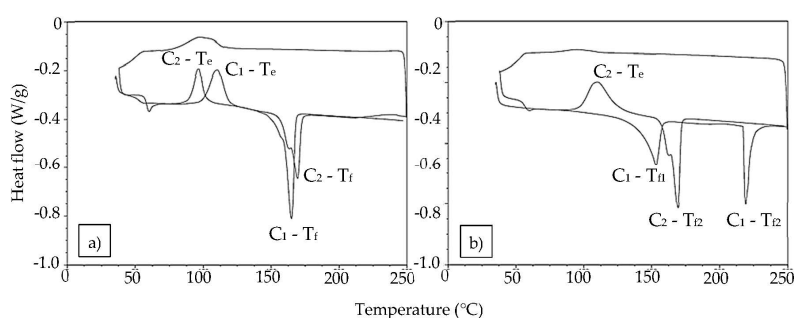 Heat flow (W/g)
0
-0.2
-0.4
-0.6
-0.8
-1.0
C2 - Te
C1 - Te
C2 - Tf
C1 - Tf
a)
0 50 100 150 200 250
0
-0.2
-0.4
-0.6
-0.8
-1.0
C2 - Te
C1 - Tf1
C2 - Tf2
C1 - Tf2
b)
0 50 100 150 200 250
Temperature (°C)